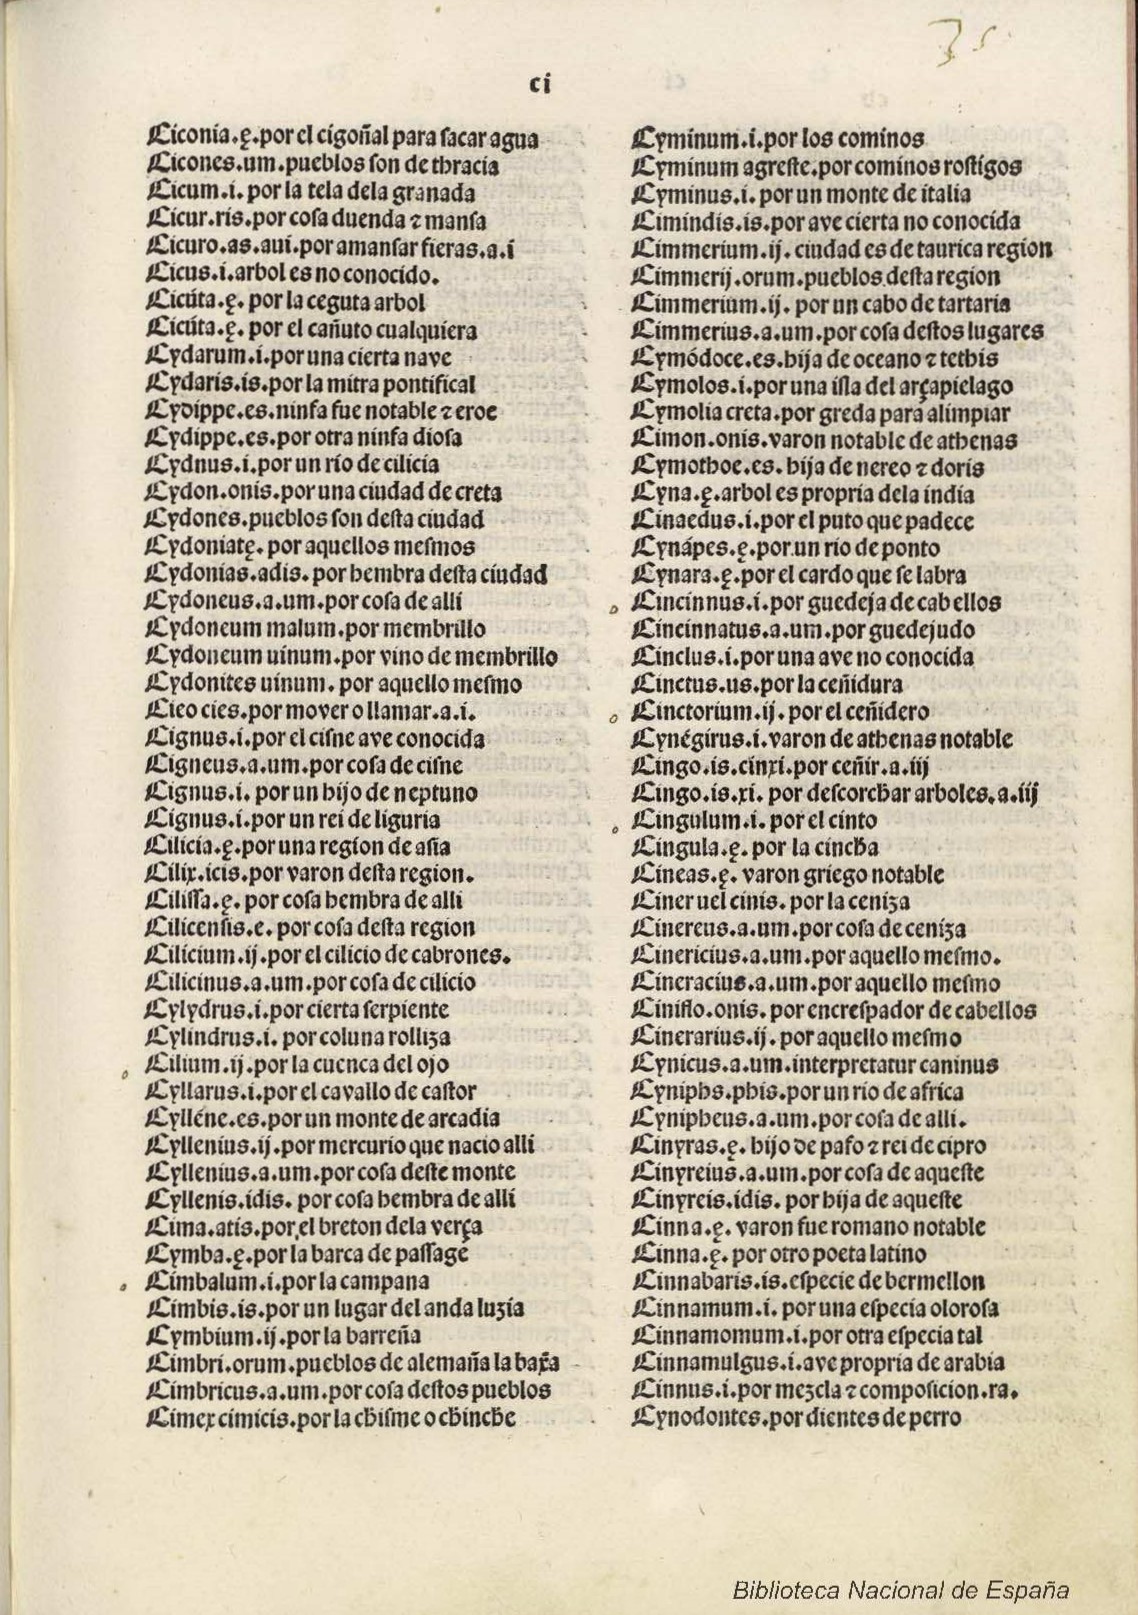 35
ci
Ciconia.ę.por el cigoñal para ſacar agua
Cicones.um.pueblos ſon de thracia
Cicum.i. por la tela dela granada
Cicur.ris.por coſa duenda ⁊ manſa
Cicuro.as.aui.por amanſar fieras.a.i
Cicus.i.arbol es no conocido.
Cicúta.ę. por la ceguta arbol
Cicúta.ę. por el cañuto cualquiera
Cydarum.i.por una cierta nave
Cydaris.is.por la mitra pontifical
Cydippe.es.ninfa fue notable ⁊ eroe
Cydippe.es.por otra ninfa dioſa
Cydnus.i.por un río de cilicia
Cydon.onis.por una ciudad de creta
Cydones.pueblos ſon deſta ciudad
Cydoniatę.por aquellos meſmos
Cydonias.adis.por hembra deſta ciudad
Cydoneus.a.um.por coſa de alli
Cydoneum malum.por membrillo
Cydoneum uinum.por vino de membrillo
Cydonites uinum. por aquello meſmo
Cieo cies.por mover o llamar.a.i.
Cignus.i.por el ciſne ave conocida
Cigneus.a.um.por coſa de ciſne
Cignus.i. por un hijo de neptuno
Cignus.i.por un rei de liguria
Cilicia.ę.por una region de aſia
Cilix.icis.por varon deſta region.
Ciliſſa.ę. por coſa hembra de alli
Cilicenſis.e. por coſa deſta region
Cilicium.ij.por el cilicio de cabrones.
Cilicinus.a.um.por coſa de cilicio
Cylydrus.i.por cierta ſerpiente
Cylindrus.i. por coluna rolliza
Cilium.ij.por la cuenca del ojo
Cyllarus.i.por el cavallo de caſtor
Cylléne.es.por un monte de arcadia
Cyllenius.ij.por mercurio que nacio alli
Cyllenius.a.um.por coſa deſte monte
Cyllenis.idis. por coſa hembra de alli
Cima.atis.por el breton dela verça
Cymba.ę.por la barca de paſſage
Cimbalum.i.por la campana
Cimbis.is.por un lugar del andaluzia
Cymbium.ij.por la barreña
Cimbri.orum.pueblos de alemaña la baxa
Cimbricus.a.um.por coſa deſtos pueblos
Cimex cimicis.por la chiſme o chinche
Cyminum.i.por los cominos
Cyminum agreſte.por cominos roſtigos
Cyminus.i. por un monte de italia
Cimindis.is.por ave cierta no conocida
Cimmerium.ij. ciudad es de taurica region
Cimmerij.orum.pueblos deſta region
Cimmerium.ij. por un cabo de tartaria
Cimmerius.a.um.por coſa deſtos lugares
Cymódoce.es.hija de oceano ⁊ tethis
Cymolos.i.por una iſla del arçapielago
Cymolia creta.por greda para alimpiar
Cimon.onis.varon notable de athenas
Cymothoe.es. hija de nereo ⁊ doris
Cyna.ę.arbol es propria dela india
Cinaedus.i.por el puto que padece
Cynápes.ę.por un rio de ponto
Cynara.ę.por el cardo que ſe labra
Cincinnus.i.por guedeja de cabellos
Cincinnatus.a.um.por guedejudo
Cinclus.i.por una ave no conocida
Cinctus.us.por la ceñidura
Cinctorium.ij.por el ceñidero
Cynégirus.i.varon de athenas notable
Cingo.is.cinxi.por ceñir.a.iij
Cingo.is.xi. por deſcorchar arboles.a.iij
Cingulum.i. por el cinto
Cingula.ę. por la cincha
Cineas.ę. varon griego notable
Ciner uel cinis. por la ceniza
Cinereus.a.um.por coſa de ceniza
Cinericius.a.um.por aquello meſmo.
Cineracius.a.um.por aquello meſmo
Ciniflo.onis. por encreſpador de cabellos
Cinerarius.ij. por aquello meſmo
Cynicus.a.um.interpretatur caninus
Cyniphs.phis.por un rio de africa
Cynipheus.a.um.por coſa de alli.
Cinyras.ę. hijo de pafo ⁊ rei de cipro
Cinyreius.a.um.por coſa de aqueſte
Cinyreis.idis. por hija de aqueſte
Cinna.ę. varon fue romano notable
Cinna.ę. por otro poeta latino
Cinnabaris.is.eſpecie de bermellon
Cinnamum.i. por una eſpecia oloroſa
Cinnamomum.i.por otra eſpecia tal
Cinnamulgus.i.ave propria de arabia
Cinnus.i.por mezcla ⁊ compoſicion.ra.
Cynodontes.por dientes de perro
Biblioteca Nacional de España